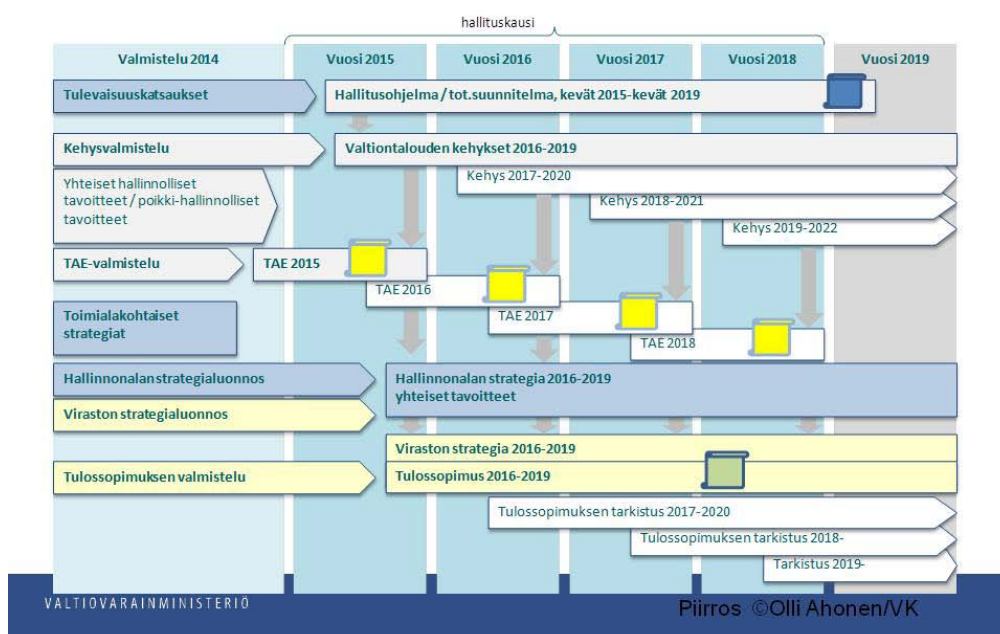 hallituskausi
Valmistelu 2014
Vuosi 2015
Vuosi 2016
Vuosi 2017
Vuosi 2018
Vuosi 2019
Tulevaisuuskatsaukset
Hallitusohjelma / tot.suunnitelma, kevät 2015-kevät 2019
Kehysvalmistelu
Valtiontalouden kehykset 2016-2019
Kehys 2017-2020
Yhteiset hallinnolliset
tavoitteet / poikki-hallinnolliset
tavoitteet
Kehys 2018-2021
Kehys 2019-2022
TAE-valmistelu
TAE 2015
TAE 2016
TAE 2017
TAE 2018
Toimialakohtaiset
strategiat
Hallinnonalan strategialuonnos
Hallinnonalan strategia 2016-2019
yhteiset tavoitteet
Viraston strategialuonnos
Viraston strategia 2016-2019
Tulossopimuksen valmistelu
Tulossopimus 2016-2019
Tulossopimuksen tarkistus 2017-2020
Tulossopimuksen tarkistus 2018-
Tarkistus 2019-
VALTIOVARAINMINISTERIÖ
Piirros ©Olli Ahonen/VK